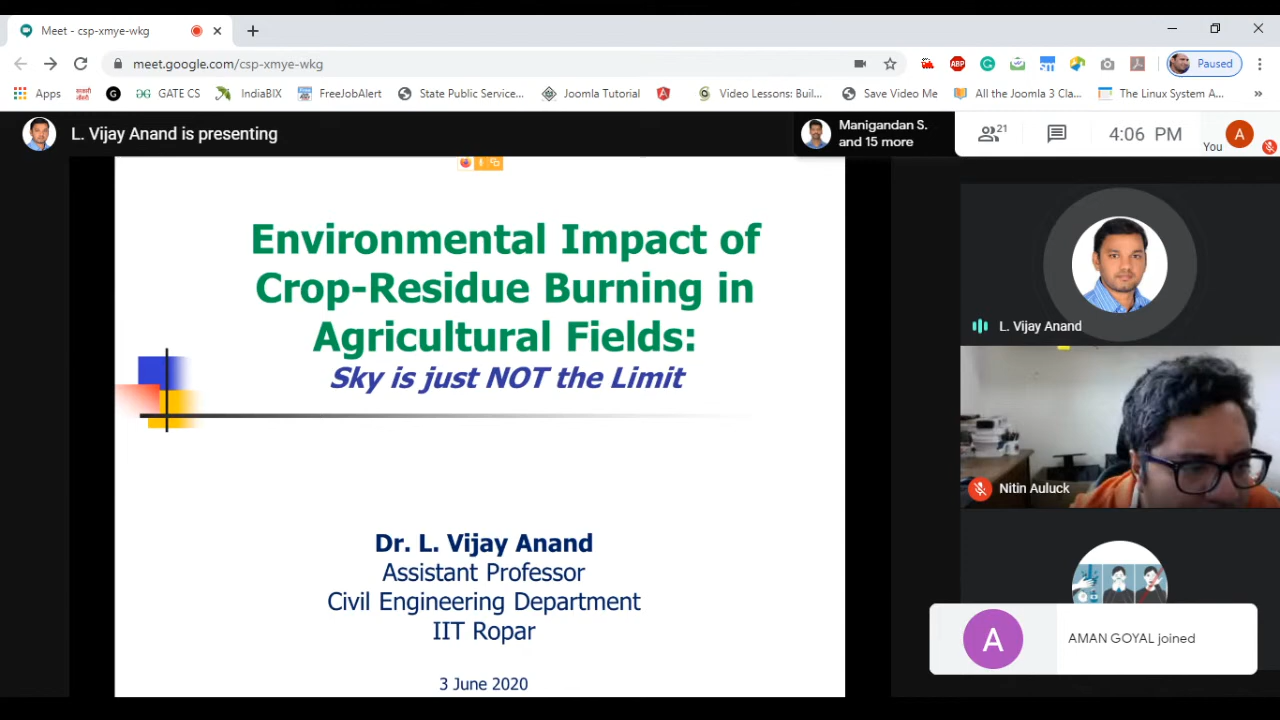 Meet - csp-xmye-wkg
meet.google.com/csp-xmye-wkg
ABP
Paused
Apps
GATE CS
IndiaBIX
FreeJobAlert
State Public Service...
Joomla Tutorial
Video Lessons: Buil...
Save Video Me
All the Joomla 3 Cla...
The Linux System A...
»
L. Vijay Anand is presenting
Manigandan S.
and 15 more
21
4:06 PM
You
A
Environmental Impact of
Crop-Residue Burning in
Agricultural Fields:
Sky is just NOT the Limit
Dr. L. Vijay Anand
Assistant Professor
Civil Engineering Department
IIT Ropar
3 June 2020
L. Vijay Anand
Nitin Auluck
A
AMAN GOYAL joined